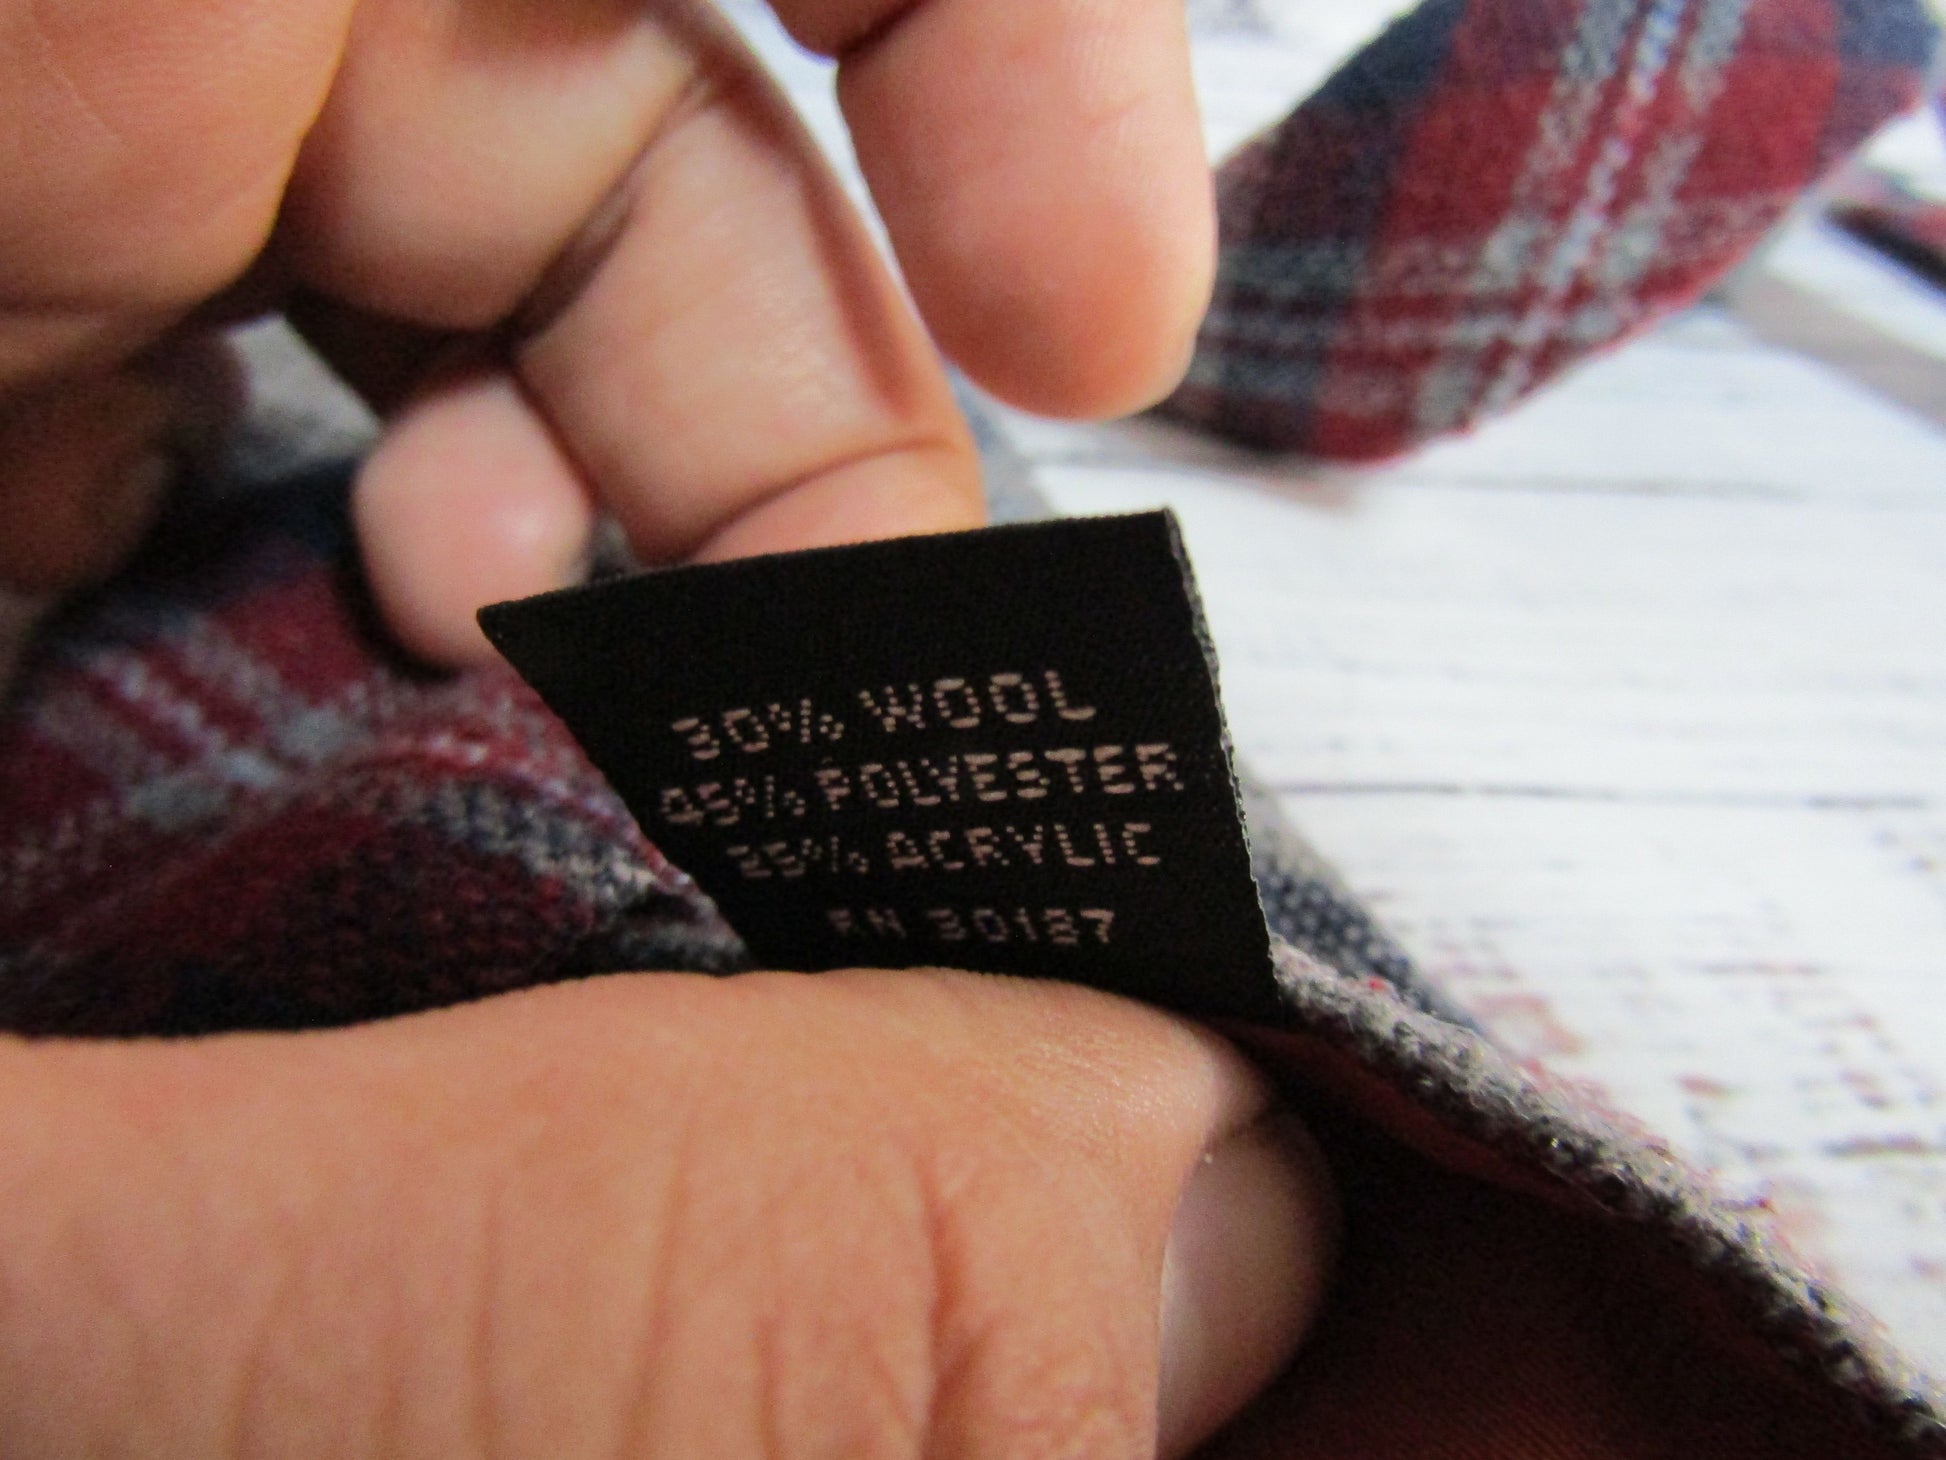 30% WOOL
45% POLYESTER
25% ACRYLIC
RN 30187